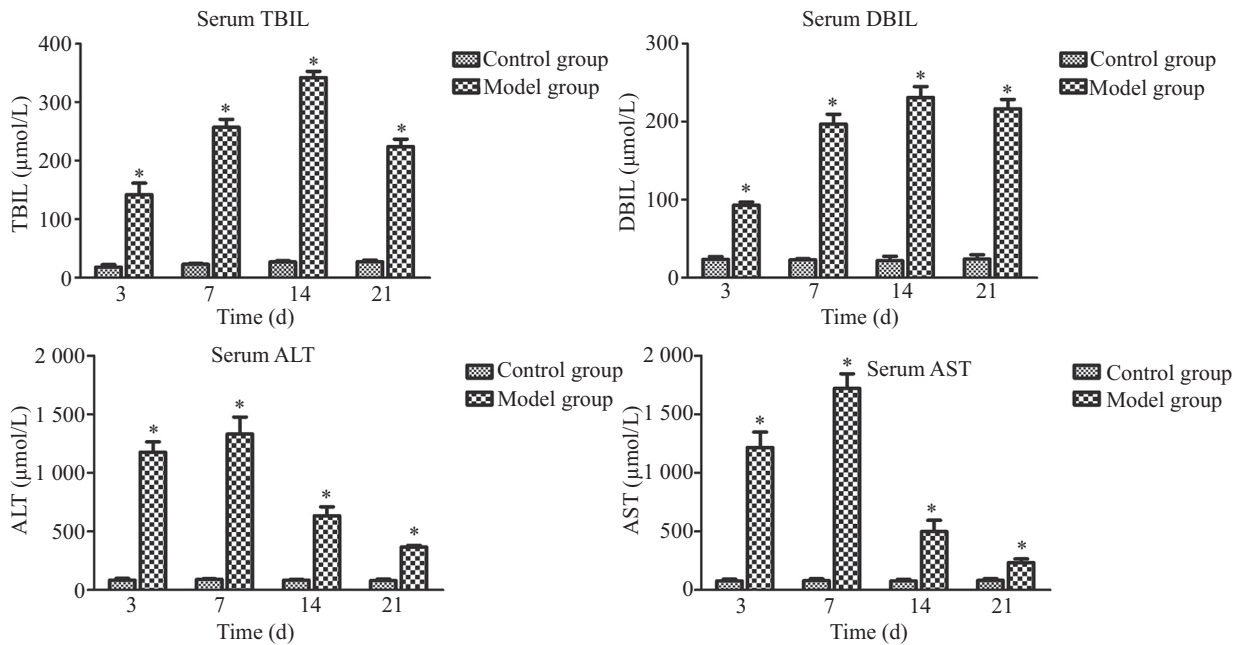 Serum TBIL
400
300
200
100
0
TBIL (μmol/L)
* * * *
3 7 14 21
Time (d)
Control group
Model group
Serum DBIL
300
200
100
0
DBIL (μmol/L)
* * * *
3 7 14 21
Time (d)
Control group
Model group
Serum ALT
2 000
1 500
1 000
500
0
ALT (μmol/L)
* * * *
3 7 14 21
Time (d)
Control group
Model group
Serum AST
2 000
1 500
1 000
500
0
AST (μmol/L)
* * * *
3 7 14 21
Time (d)
Control group
Model group